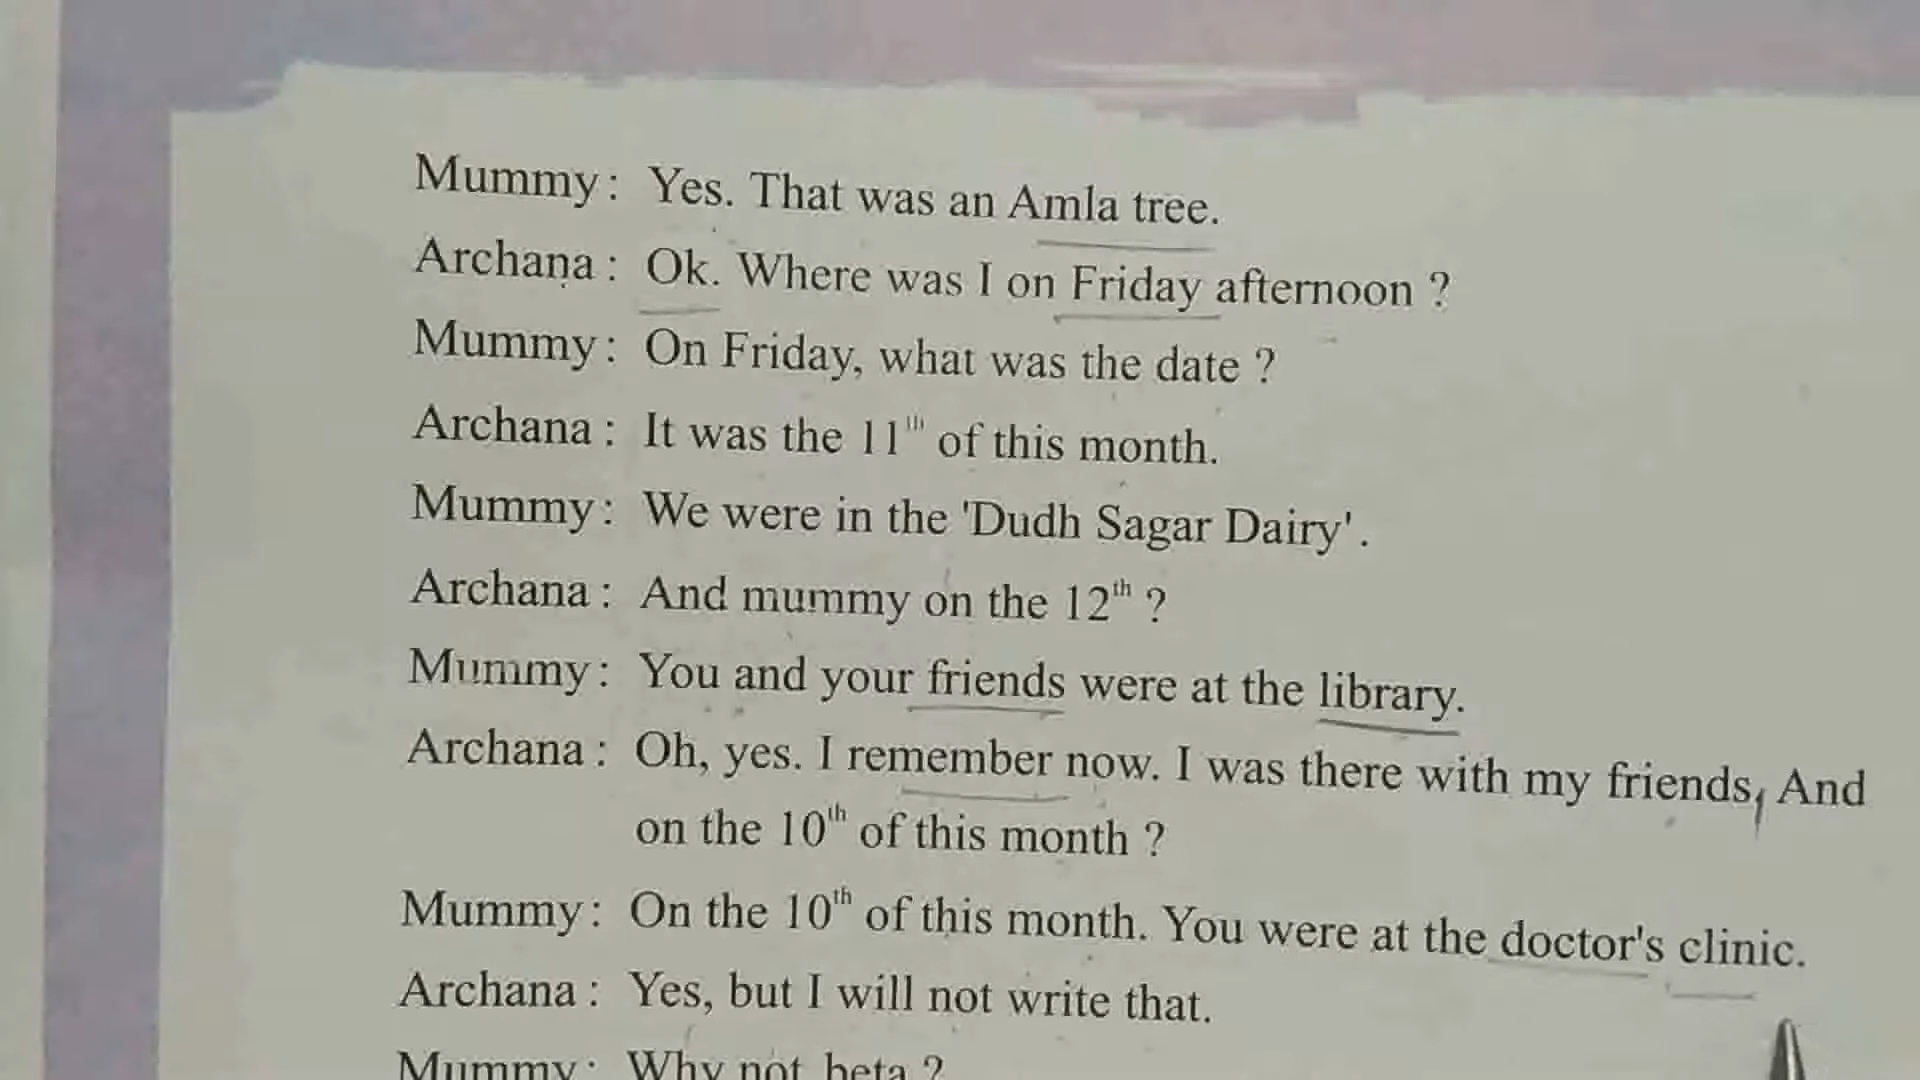 Mummy : Yes. That was an Amla tree.
Archana : Ok. Where was I on Friday afternoon ?
Mummy : On Friday, what was the date ?
Archana : It was the 11th of this month.
Mummy : We were in the 'Dudh Sagar Dairy'.
Archana : And mummy on the 12th ?
Mummy : You and your friends were at the library.
Archana : Oh, yes. I remember now. I was there with my friends, And
on the 10th of this month ?
Mummy : On the 10th of this month. You were at the doctor's clinic.
Archana : Yes, but I will not write that.
Mummy : Why not beta ?